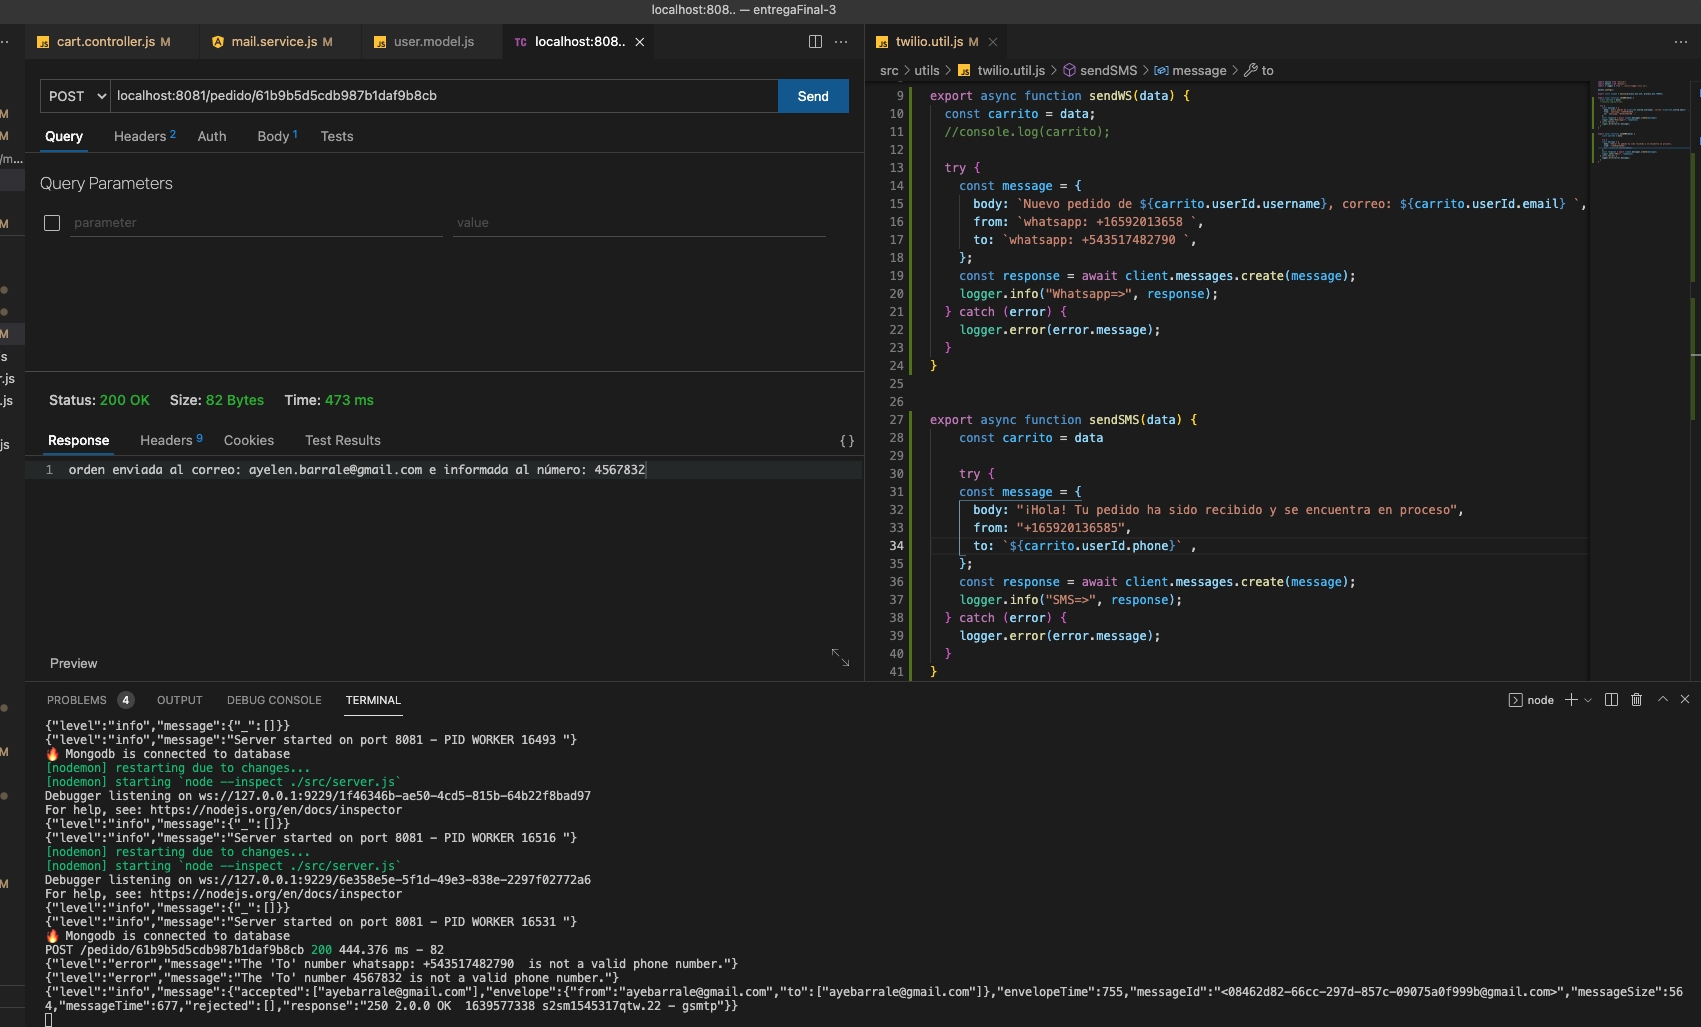 localhost:808.. — entregaFinal-3
cart.controller.js M
mail.service.js M
user.model.js
TC localhost:808..
POST
localhost:8081/pedido/61b9b5d5cdb987b1daf9b8cb
Send
Query
Headers 2
Auth
Body 1
Tests
Query Parameters
parameter
value
Status: 200 OK Size: 82 Bytes Time: 473 ms
Response
Headers 9
Cookies
Test Results
{ }
1 orden enviada al correo: ayelen.barrale@gmail.com e informada al número: 4567832
Preview
JS twilio.util.js M
src > utils > JS twilio.util.js > sendSMS > message > to
9 export async function sendWS(data) {
10 const carrito = data;
11 //console.log(carrito);
12
13 try {
14 const message = {
15 body: `Nuevo pedido de ${carrito.userId.username}, correo: ${carrito.userId.email} `,
16 from: `whatsapp: +16592013658 `,
17 to: `whatsapp: +543517482790 `,
18 };
19 const response = await client.messages.create(message);
20 logger.info("Whatsapp=>", response);
21 } catch (error) {
22 logger.error(error.message);
23 }
24 }
25
26
27 export async function sendSMS(data) {
28 const carrito = data
29
30 try {
31 const message = {
32 body: "¡Hola! Tu pedido ha sido recibido y se encuentra en proceso",
33 from: "+165920136585",
34 to: `${carrito.userId.phone}` ,
35 };
36 const response = await client.messages.create(message);
37 logger.info("SMS=>", response);
38 } catch (error) {
39 logger.error(error.message);
40 }
41 }
PROBLEMS 4
OUTPUT
DEBUG CONSOLE
TERMINAL
node
{"level":"info","message":{"_":[]}}
{"level":"info","message":"Server started on port 8081 - PID WORKER 16493 "}
🔥 Mongodb is connected to database
[nodemon] restarting due to changes...
[nodemon] starting `node --inspect ./src/server.js`
Debugger listening on ws://127.0.0.1:9229/1f46346b-ae50-4cd5-815b-64b22f8bad97
For help, see: https://nodejs.org/en/docs/inspector
{"level":"info","message":{"_":[]}}
{"level":"info","message":"Server started on port 8081 - PID WORKER 16516 "}
[nodemon] restarting due to changes...
[nodemon] starting `node --inspect ./src/server.js`
Debugger listening on ws://127.0.0.1:9229/6e358e5e-5f1d-49e3-838e-2297f02772a6
For help, see: https://nodejs.org/en/docs/inspector
{"level":"info","message":{"_":[]}}
{"level":"info","message":"Server started on port 8081 - PID WORKER 16531 "}
🔥 Mongodb is connected to database
POST /pedido/61b9b5d5cdb987b1daf9b8cb 200 444.376 ms - 82
{"level":"error","message":"The 'To' number whatsapp: +543517482790  is not a valid phone number."}
{"level":"error","message":"The 'To' number 4567832 is not a valid phone number."}
{"level":"info","message":{"accepted":["ayebarrale@gmail.com"],"envelope":{"from":"ayebarrale@gmail.com","to":["ayebarrale@gmail.com"]},"envelopeTime":755,"messageId":"<08462d82-66cc-297d-857c-09075a0f999b@gmail.com>","messageSize":56
4,"messageTime":677,"rejected":[],"response":"250 2.0.0 OK  1639577338 s2sm1545317qtw.22 - gsmtp"}}